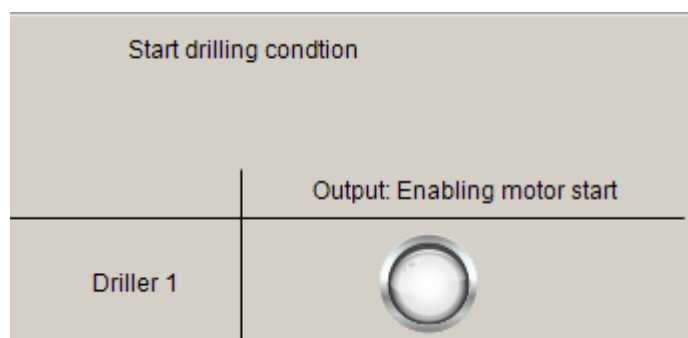 Start drilling condtion
Output: Enabling motor start
Driller 1